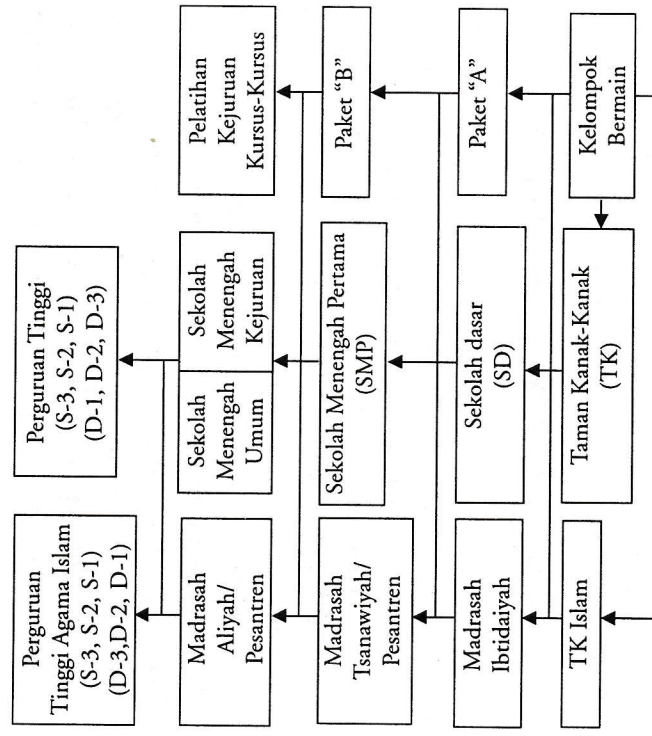 Perguruan
Tinggi Agama Islam
(S-3, S-2, S-1)
(D-3,D-2, D-1)
Perguruan Tinggi
(S-3, S-2, S-1)
(D-1, D-2, D-3)
Madrasah
Aliyah/
Pesantren
Sekolah
Menengah
Umum
Sekolah
Menengah
Kejuruan
Pelatihan
Kejuruan
Kursus-Kursus
Madrasah
Tsanawiyah/
Pesantren
Sekolah Menengah Pertama
(SMP)
Paket “B”
Madrasah
Ibtidaiyah
Sekolah dasar
(SD)
Paket “A”
TK Islam
Taman Kanak-Kanak
(TK)
Kelompok
Bermain